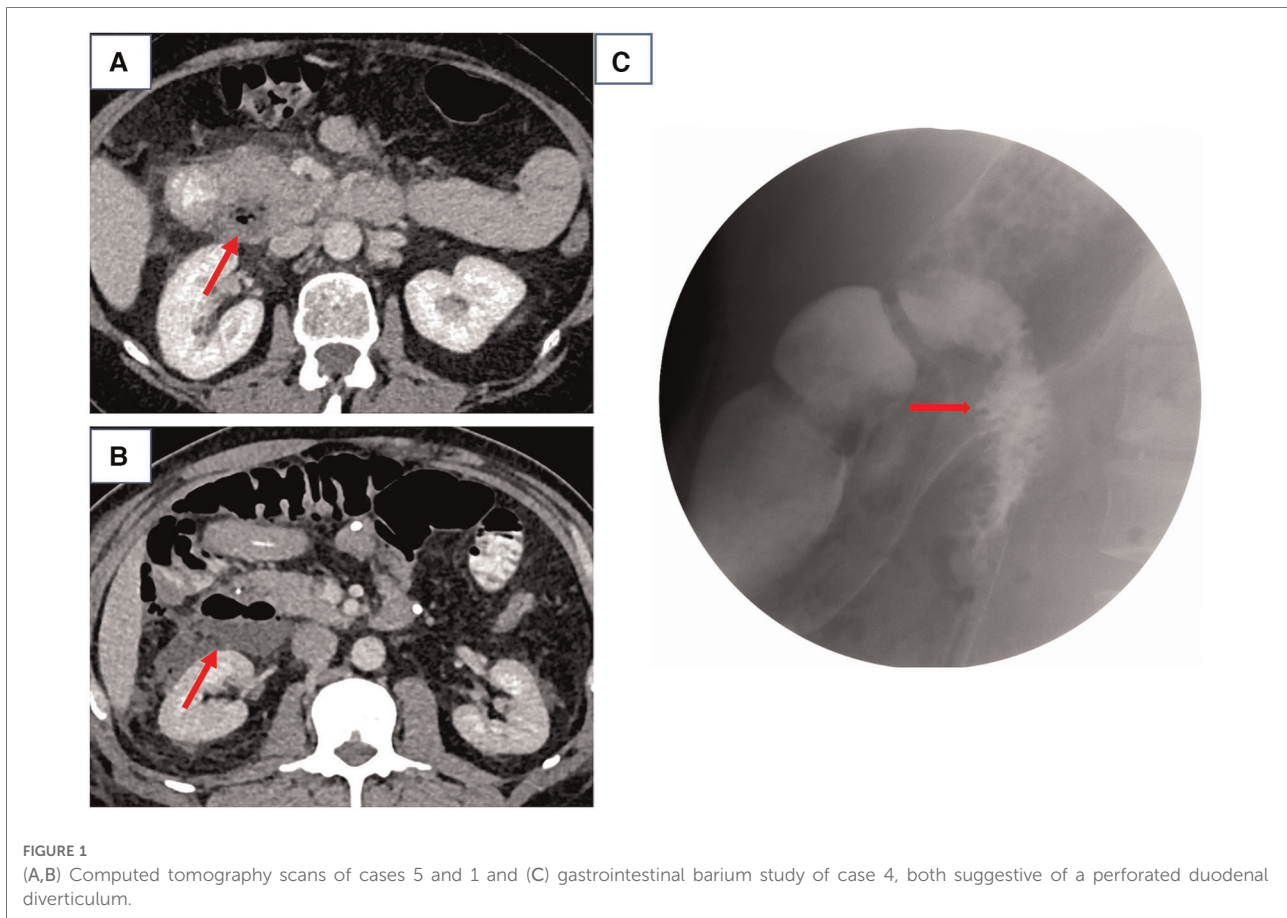 A
C
B
FIGURE 1
(A,B) Computed tomography scans of cases 5 and 1 and (C) gastrointestinal barium study of case 4, both suggestive of a perforated duodenal
diverticulum.